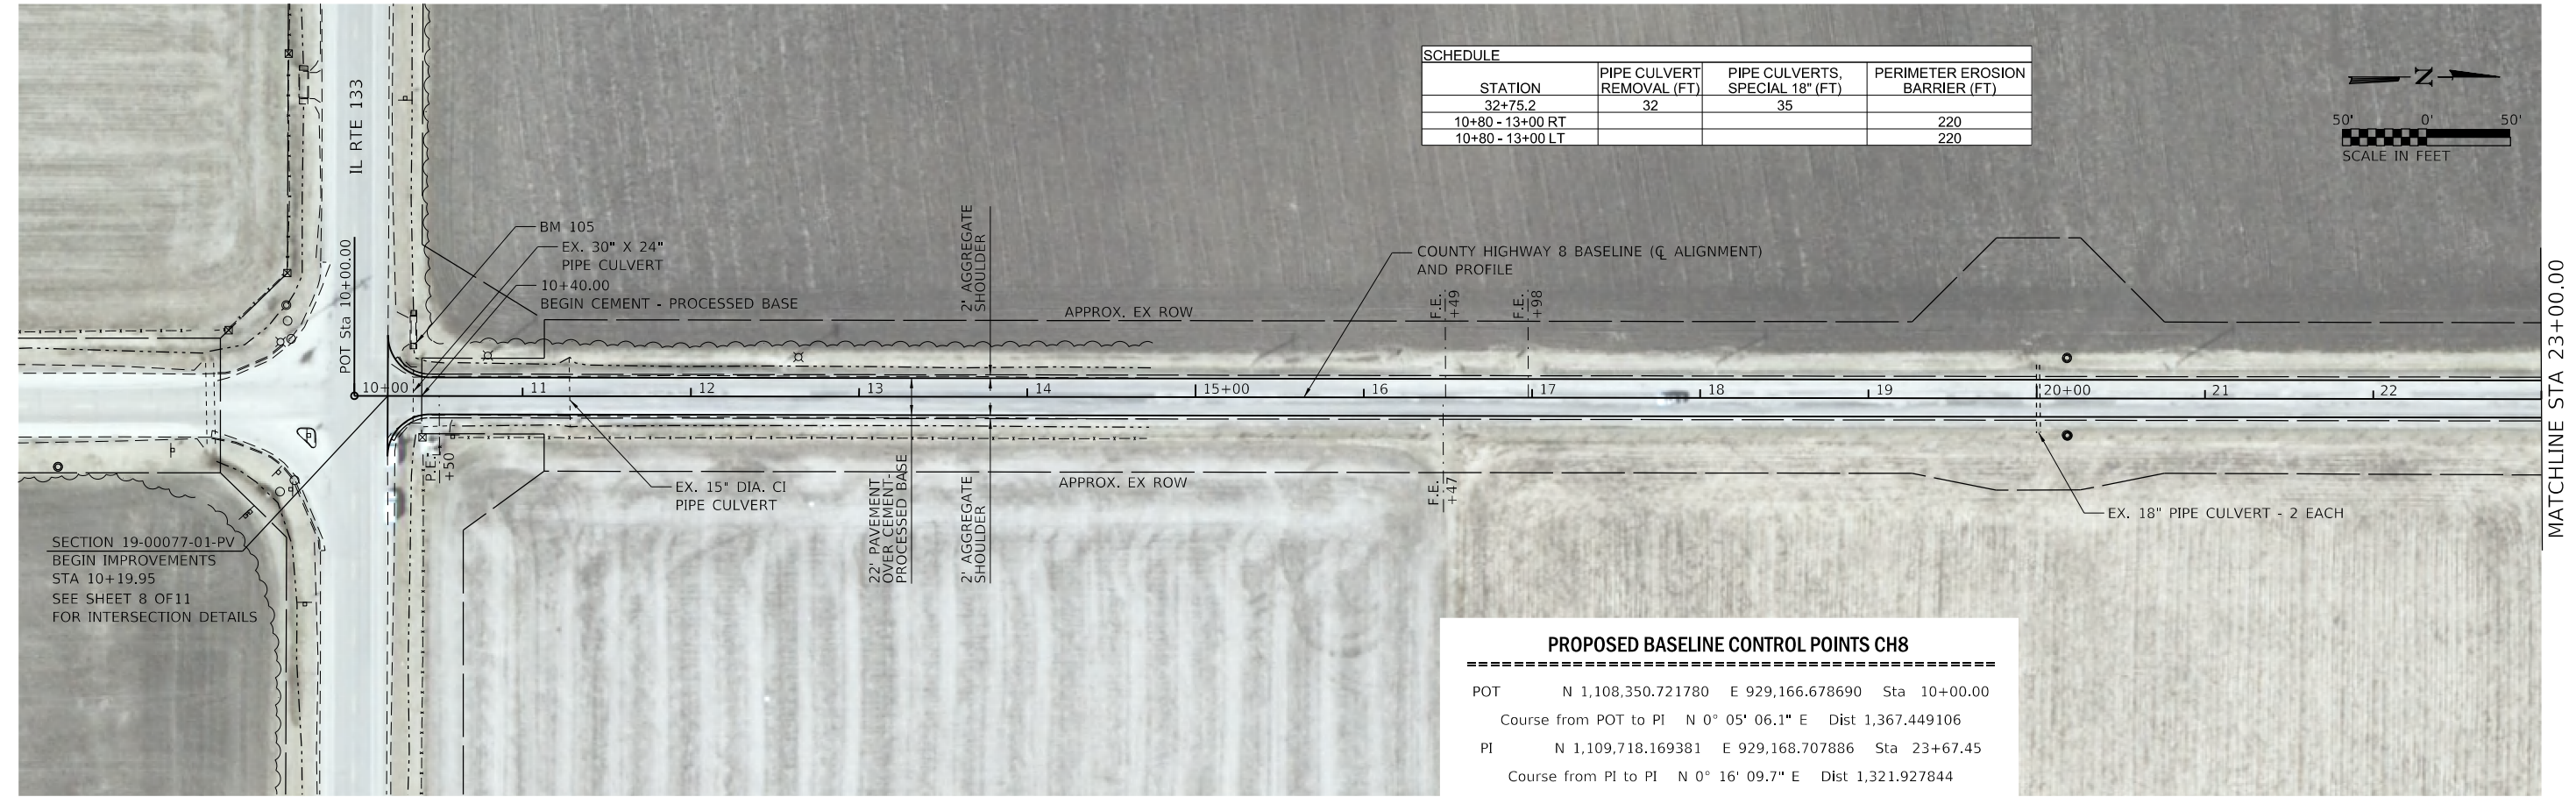 SCHEDULE
STATION PIPE CULVERT REMOVAL (FT) PIPE CULVERTS, SPECIAL 18" (FT) PERIMETER EROSION BARRIER (FT)
32+75.2 32 35
10+80 - 13+00 RT 220
10+80 - 13+00 LT 220
N
50' 0' 50'
SCALE IN FEET
IL RTE 133
POT Sta 10+00.00
BM 105
EX. 30" X 24"
PIPE CULVERT
10+40.00
BEGIN CEMENT - PROCESSED BASE
2' AGGREGATE
SHOULDER
APPROX. EX ROW
COUNTY HIGHWAY 8 BASELINE (℄ ALIGNMENT)
AND PROFILE
F.E.
+49
F.E.
+98
MATCHLINE STA 23+00.00
10+00 11 12 13 14 15+00 16 17 18 19 20+00 21 22
P.E.
+50
EX. 15" DIA. CI
PIPE CULVERT
22' PAVEMENT
OVER CEMENT-
PROCESSED BASE
2' AGGREGATE
SHOULDER
APPROX. EX ROW
F.E.
+47
EX. 18" PIPE CULVERT - 2 EACH
SECTION 19-00077-01-PV
BEGIN IMPROVEMENTS
STA 10+19.95
SEE SHEET 8 OF11
FOR INTERSECTION DETAILS
PROPOSED BASELINE CONTROL POINTS CH8
POT N 1,108,350.721780 E 929,166.678690 Sta 10+00.00
Course from POT to PI N 0° 05' 06.1" E Dist 1,367.449106
PI N 1,109,718.169381 E 929,168.707886 Sta 23+67.45
Course from PI to PI N 0° 16' 09.7" E Dist 1,321.927844